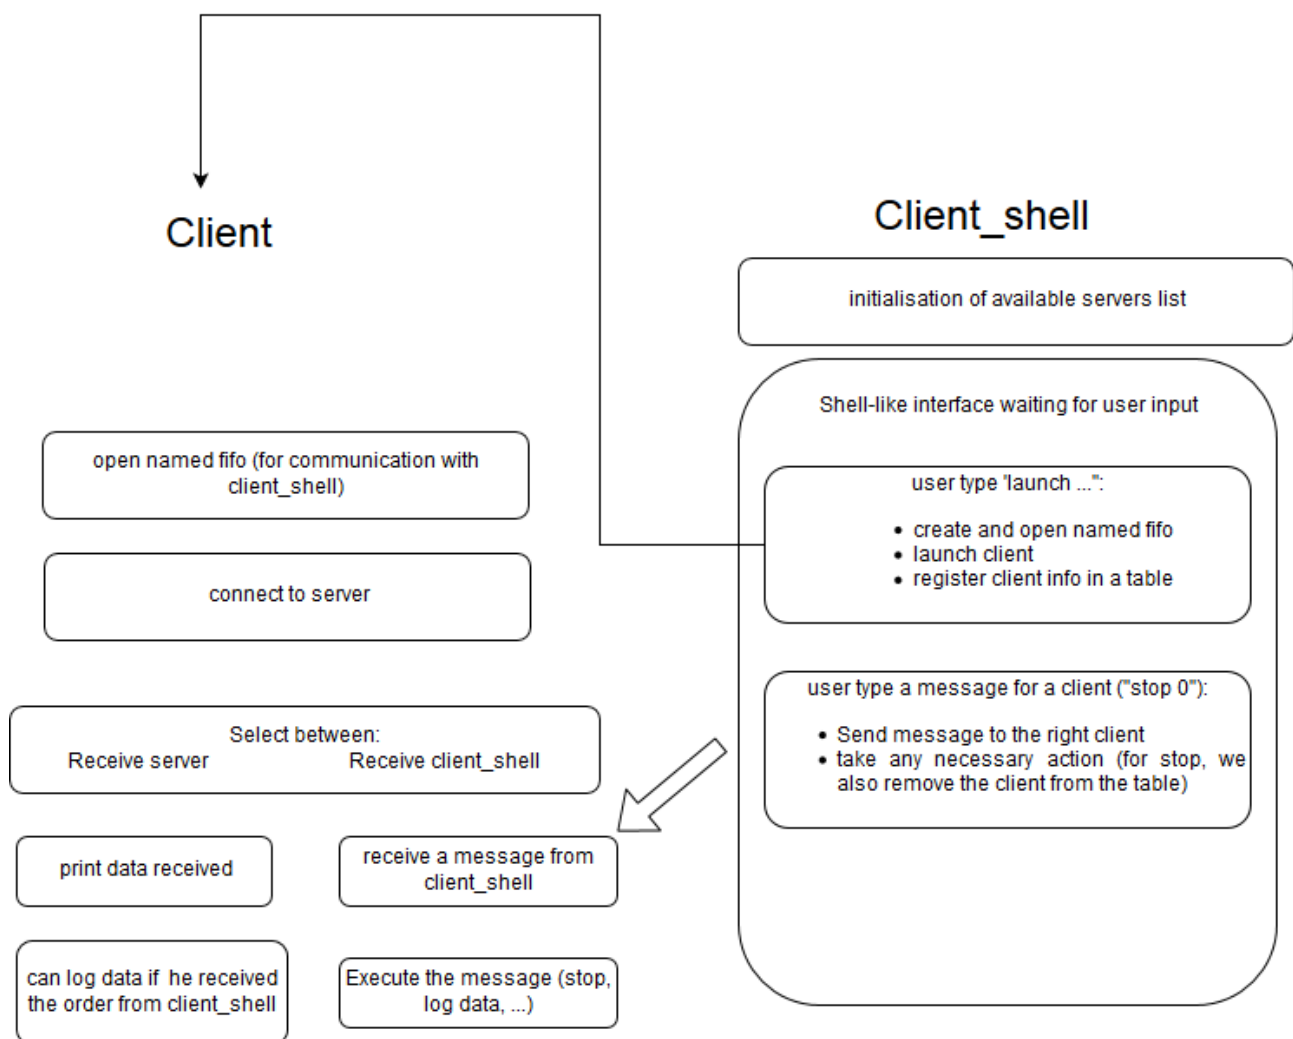 Client
open named fifo (for communication with
client_shell)
connect to server
Select between:
Receive server
Receive client_shell
print data received
receive a message from
client_shell
can log data if he received
the order from client_shell
Execute the message (stop,
log data, ...)
Client_shell
initialisation of available servers list
Shell-like interface waiting for user input
user type 'launch ...":
• create and open named fifo
• launch client
• register client info in a table
user type a message for a client ("stop 0"):
• Send message to the right client
• take any necessary action (for stop, we
also remove the client from the table)